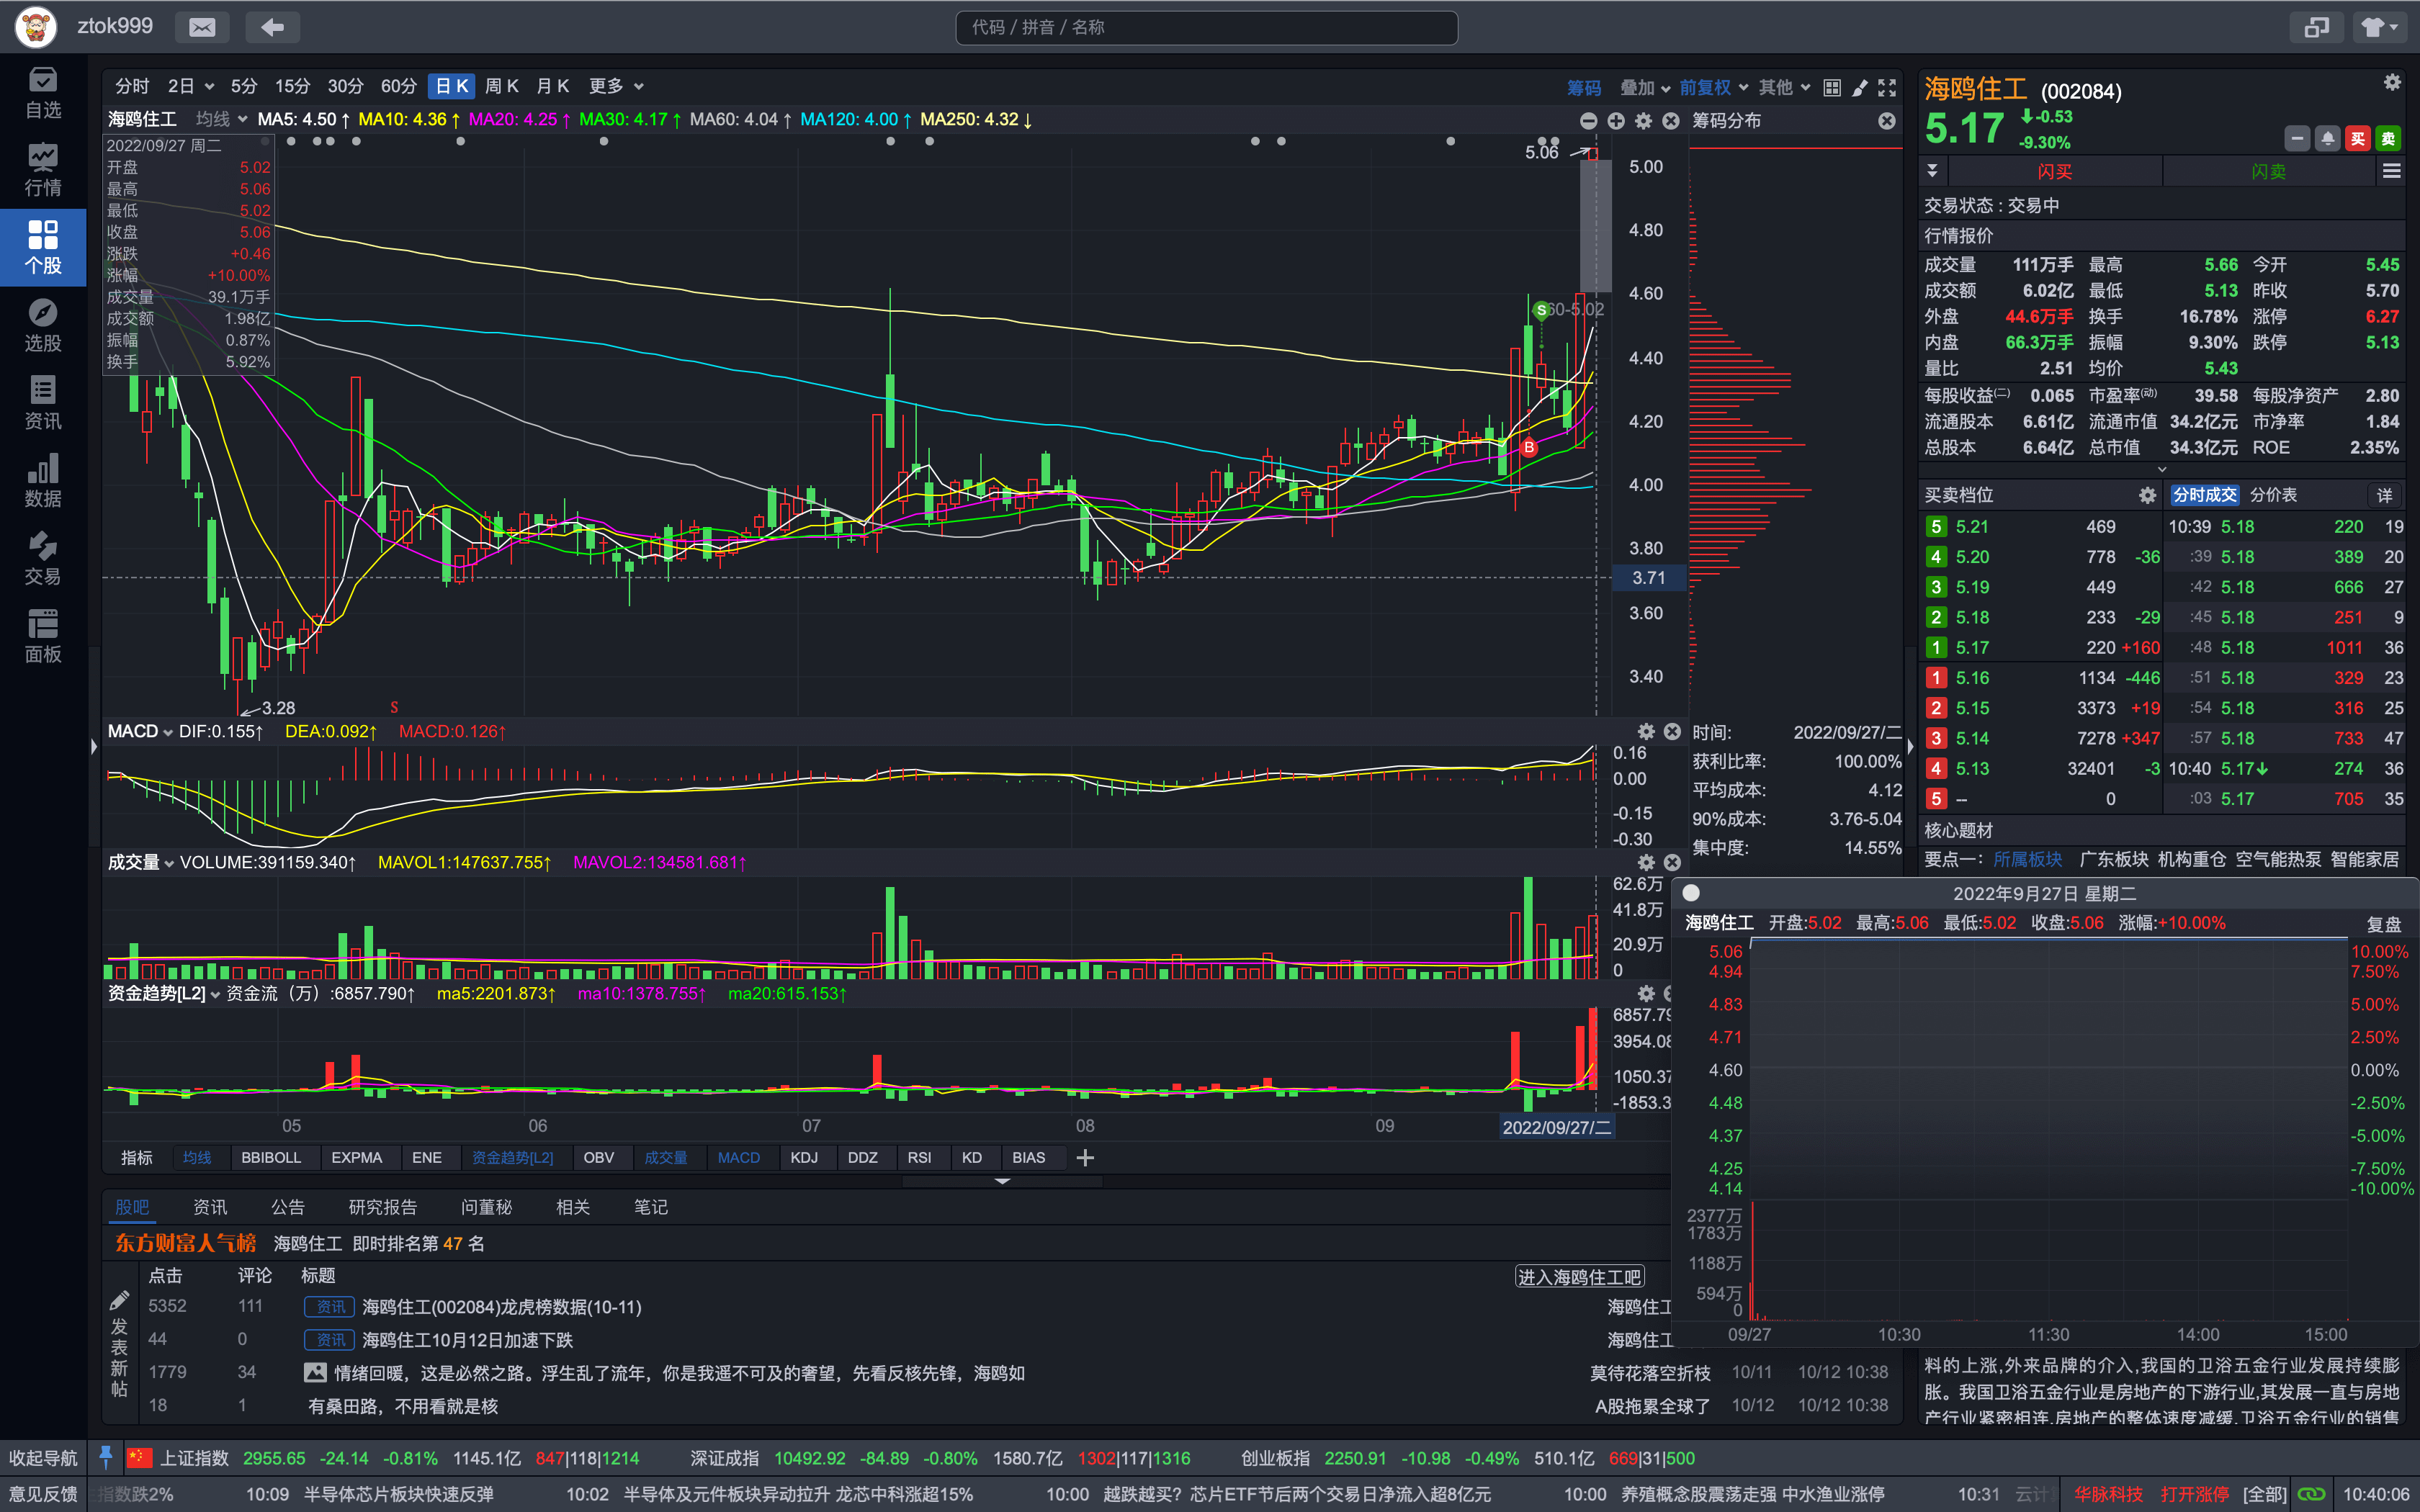 ztok999
代码 / 拼音 / 名称
自选
行情
个股
选股
资讯
数据
交易
面板
分时 2日 5分 15分 30分 60分 日K 周K 月K 更多
筹码 叠加 前复权 其他
海鸥住工 均线 MA5: 4.50↑ MA10: 4.36↑ MA20: 4.25↑ MA30: 4.17↑ MA60: 4.04↑ MA120: 4.00↑ MA250: 4.32↓
筹码分布
2022/09/27 周二
开盘 5.02
最高 5.06
最低 5.02
收盘 5.06
涨跌 +0.46
涨幅 +10.00%
成交量 39.1万手
成交额 1.98亿
振幅 0.87%
换手 5.92%
5.06
5.00
4.80
4.60
4.40
4.20
4.00
3.80
3.71
3.60
3.40
S
60-5.02
B
3.28
S
MACD DIF:0.155↑ DEA:0.092↑ MACD:0.126↑
0.16
0.00
-0.15
-0.30
时间: 2022/09/27/二
获利比率: 100.00%
平均成本: 4.12
90%成本: 3.76-5.04
集中度: 14.55%
成交量 VOLUME:391159.340↑ MAVOL1:147637.755↑ MAVOL2:134581.681↑
62.6万
41.8万
20.9万
0
资金趋势[L2] 资金流（万）:6857.790↑ ma5:2201.873↑ ma10:1378.755↑ ma20:615.153↑
6857.79
3954.08
1050.37
-1853.3
05 06 07 08 09 2022/09/27/二
指标 均线 BBIBOLL EXPMA ENE 资金趋势[L2] OBV 成交量 MACD KDJ DDZ RSI KD BIAS
股吧 资讯 公告 研究报告 问董秘 相关 笔记
东方财富人气榜 海鸥住工 即时排名第 47 名
点击 评论 标题
进入海鸥住工吧
5352 111 资讯 海鸥住工(002084)龙虎榜数据(10-11) 海鸥住工
44 0 资讯 海鸥住工10月12日加速下跌 海鸥住工
1779 34 情绪回暖，这是必然之路。浮生乱了流年，你是我遥不可及的奢望，先看反核先锋，海鸥如 莫待花落空折枝 10/11 10/12 10:38
18 1 有桑田路，不用看就是核 A股拖累全球了 10/12 10/12 10:38
发表新帖
海鸥住工 (002084)
5.17 -0.53
-9.30%
买 卖
闪买 闪卖
交易状态 : 交易中
行情报价
成交量 111万手 最高 5.66 今开 5.45
成交额 6.02亿 最低 5.13 昨收 5.70
外盘 44.6万手 换手 16.78% 涨停 6.27
内盘 66.3万手 振幅 9.30% 跌停 5.13
量比 2.51 均价 5.43
每股收益(二) 0.065 市盈率(动) 39.58 每股净资产 2.80
流通股本 6.61亿 流通市值 34.2亿元 市净率 1.84
总股本 6.64亿 总市值 34.3亿元 ROE 2.35%
买卖档位 分时成交 分价表 详
5 5.21 469
4 5.20 778 -36
3 5.19 449
2 5.18 233 -29
1 5.17 220 +160
1 5.16 1134 -446
2 5.15 3373 +19
3 5.14 7278 +347
4 5.13 32401 -3
5 -- 0
10:39 5.18 220 19
:39 5.18 389 20
:42 5.18 666 27
:45 5.18 251 9
:48 5.18 1011 36
:51 5.18 329 23
:54 5.18 316 25
:57 5.18 733 47
10:40 5.17↓ 274 36
:03 5.17 705 35
核心题材
要点一： 所属板块 广东板块 机构重仓 空气能热泵 智能家居
2022年9月27日 星期二
海鸥住工 开盘:5.02 最高:5.06 最低:5.02 收盘:5.06 涨幅:+10.00% 复盘
5.06 10.00%
4.94 7.50%
4.83 5.00%
4.71 2.50%
4.60 0.00%
4.48 -2.50%
4.37 -5.00%
4.25 -7.50%
4.14 -10.00%
2377万
1783万
1188万
594万
0
09/27 10:30 11:30 14:00 15:00
料的上涨,外来品牌的介入,我国的卫浴五金行业发展持续膨
胀。我国卫浴五金行业是房地产的下游行业,其发展一直与房地
产行业紧密相连,房地产的整体速度减缓,卫浴五金行业的销售
收起导航 上证指数 2955.65 -24.14 -0.81% 1145.1亿 847|118|1214 深证成指 10492.92 -84.89 -0.80% 1580.7亿 1302|117|1316 创业板指 2250.91 -10.98 -0.49% 510.1亿 669|31|500
意见反馈 指数跌2% 10:09 半导体芯片板块快速反弹 10:02 半导体及元件板块异动拉升 龙芯中科涨超15% 10:00 越跌越买？芯片ETF节后两个交易日净流入超8亿元 10:00 养殖概念股震荡走强 中水渔业涨停 10:31 云计 华脉科技 打开涨停 [全部] 10:40:06